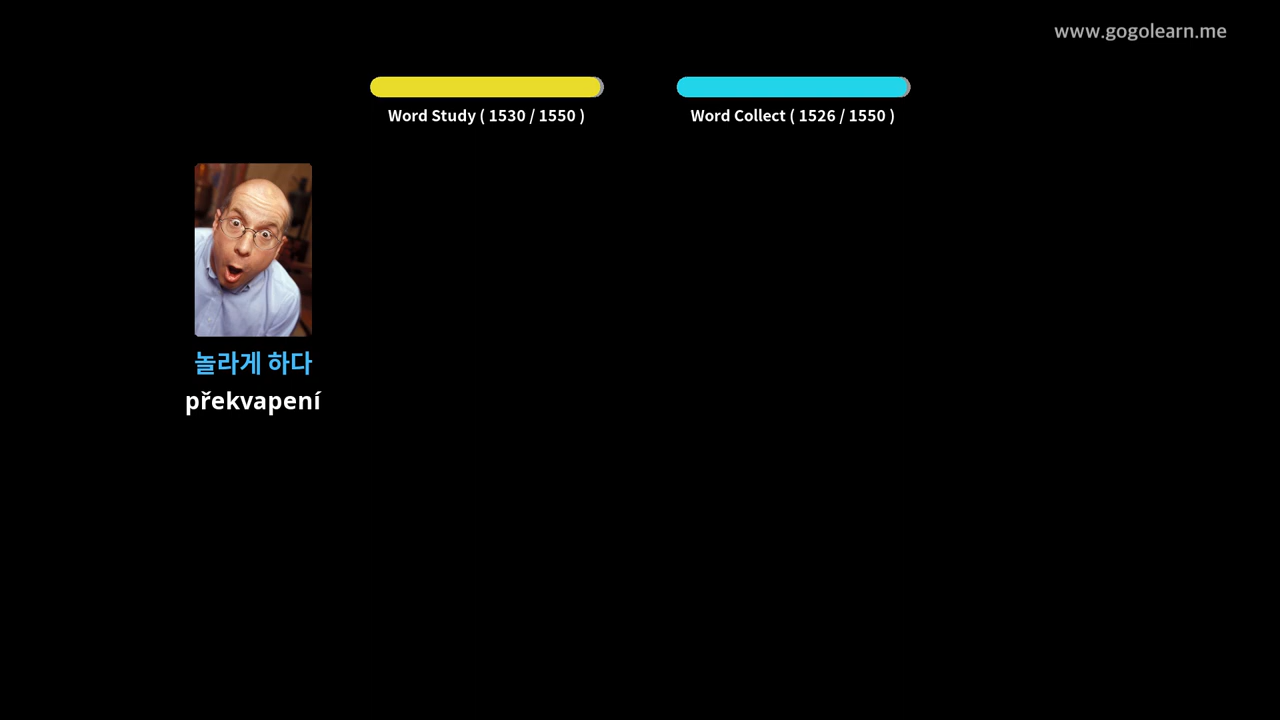 www.gogolearn.me
Word Study ( 1530 / 1550 )
Word Collect ( 1526 / 1550 )
놀라게 하다
překvapení